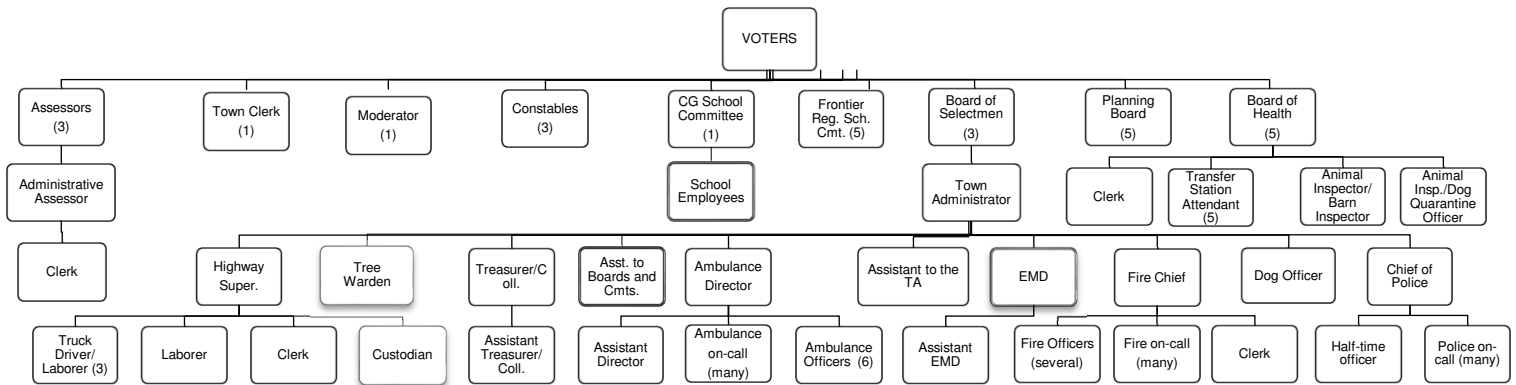 VOTERS
Assessors
(3)
Town Clerk
(1)
Moderator
(1)
Constables
(3)
CG School
Committee
(1)
Frontier
Reg. Sch.
Cmt. (5)
Board of
Selectmen
(3)
Planning
Board
(5)
Board of
Health
(5)
Administrative
Assessor
School
Employees
Town
Administrator
Clerk
Transfer
Station
Attendant
(5)
Animal
Inspector/
Barn
Inspector
Animal
Insp./Dog
Quarantine
Officer
Clerk
Highway
Super.
Tree
Warden
Treasurer/C
oll.
Asst. to
Boards and
Cmts.
Ambulance
Director
Assistant to the
TA
EMD
Fire Chief
Dog Officer
Chief of
Police
Truck
Driver/
Laborer (3)
Laborer
Clerk
Custodian
Assistant
Treasurer/
Coll.
Assistant
Director
Ambulance
on-call
(many)
Ambulance
Officers (6)
Assistant
EMD
Fire Officers
(several)
Fire on-call
(many)
Clerk
Half-time
officer
Police on-
call (many)